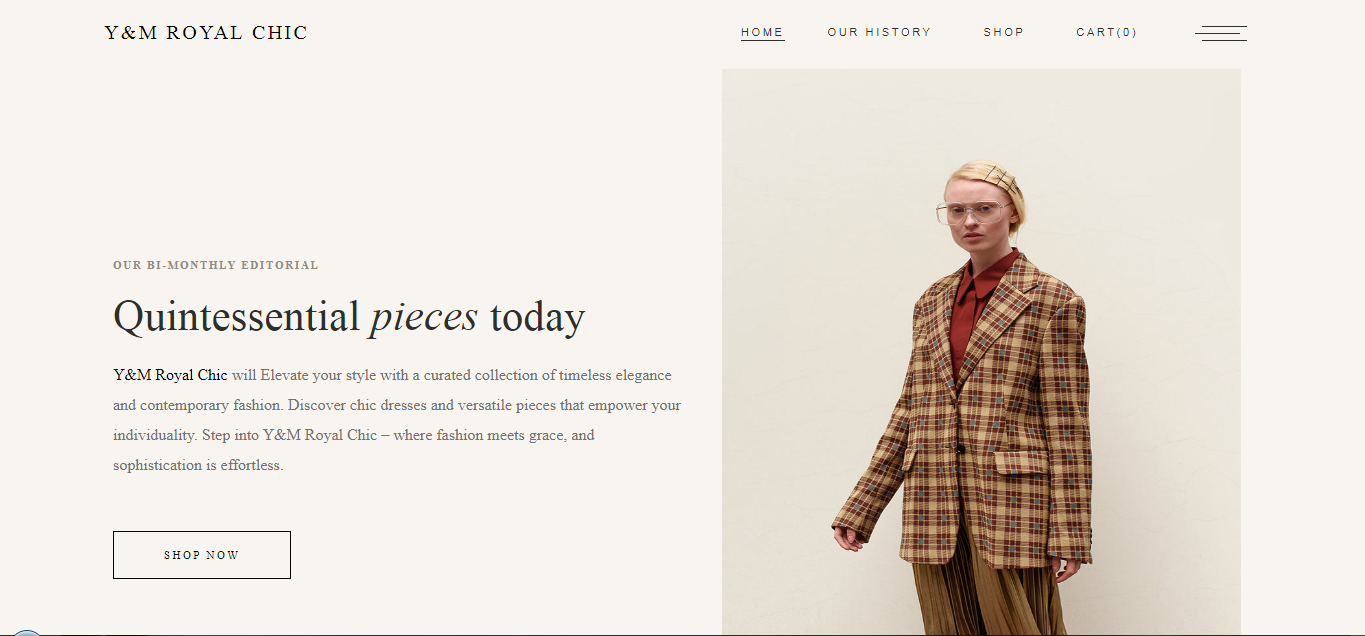 Y&M ROYAL CHIC
HOME OUR HISTORY SHOP CART(0)
OUR BI-MONTHLY EDITORIAL
Quintessential pieces today
Y&M Royal Chic will Elevate your style with a curated collection of timeless elegance
and contemporary fashion. Discover chic dresses and versatile pieces that empower your
individuality. Step into Y&M Royal Chic – where fashion meets grace, and
sophistication is effortless.
SHOP NOW